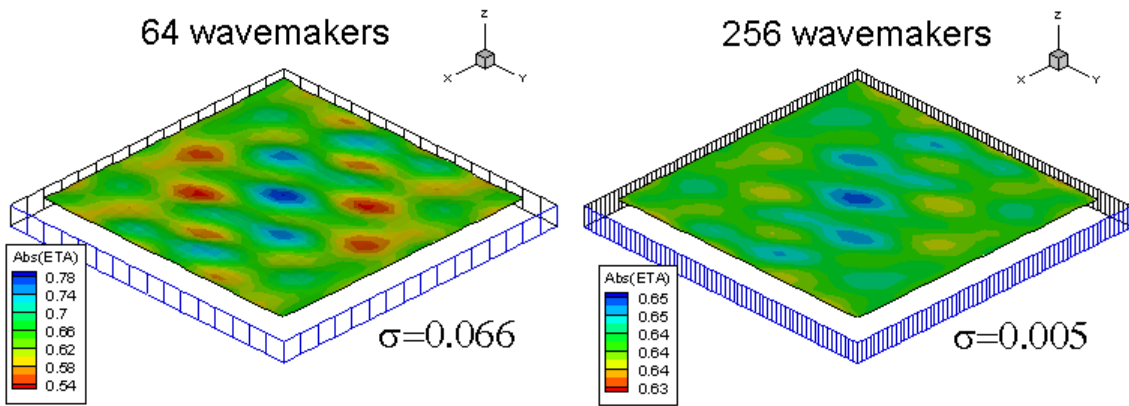 64 wavemakers
Z
X
Y
Abs(ETA)
0.78
0.74
0.7
0.66
0.62
0.58
0.54
σ=0.066
256 wavemakers
Z
X
Y
Abs(ETA)
0.65
0.65
0.64
0.64
0.64
0.63
σ=0.005